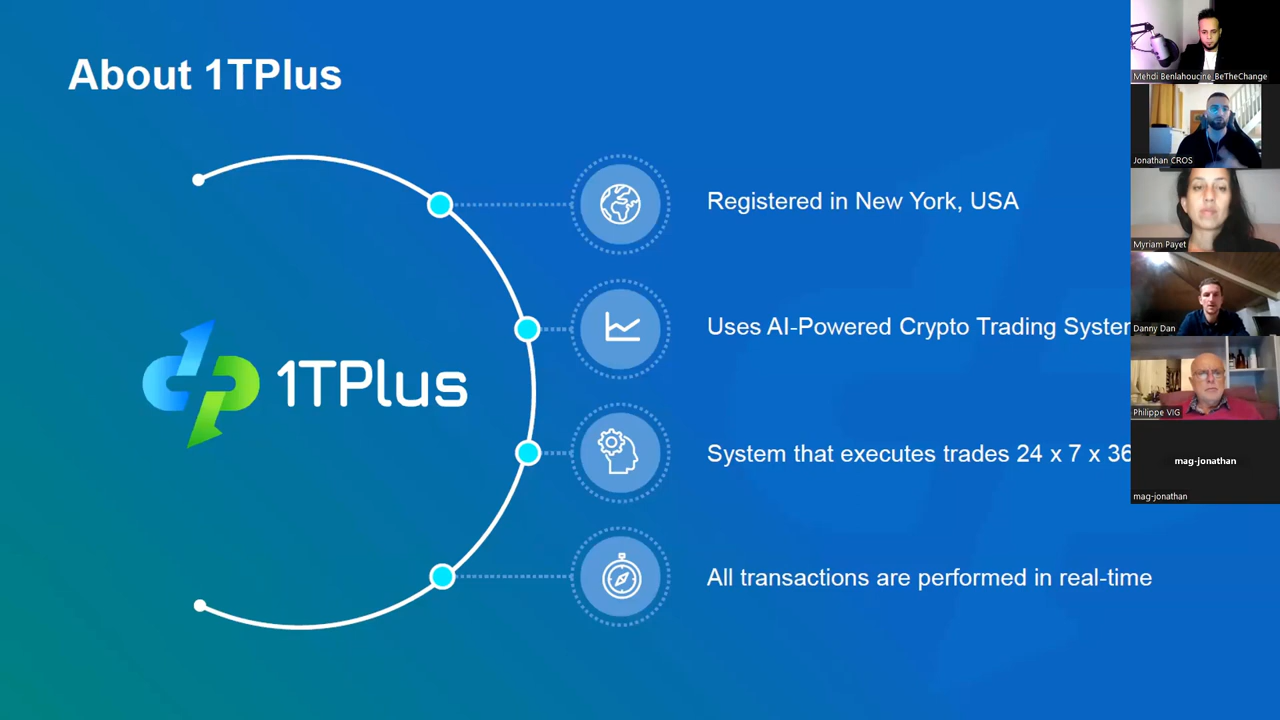 About 1TPlus
1TPlus
Registered in New York, USA
Uses AI-Powered Crypto Trading System
System that executes trades 24 x 7 x 36
All transactions are performed in real-time
Mehdi Benlahoucine_BeTheChange
Jonathan CROS
Myriam Payet
Danny Dan
Philippe VIG
mag-jonathan
mag-jonathan